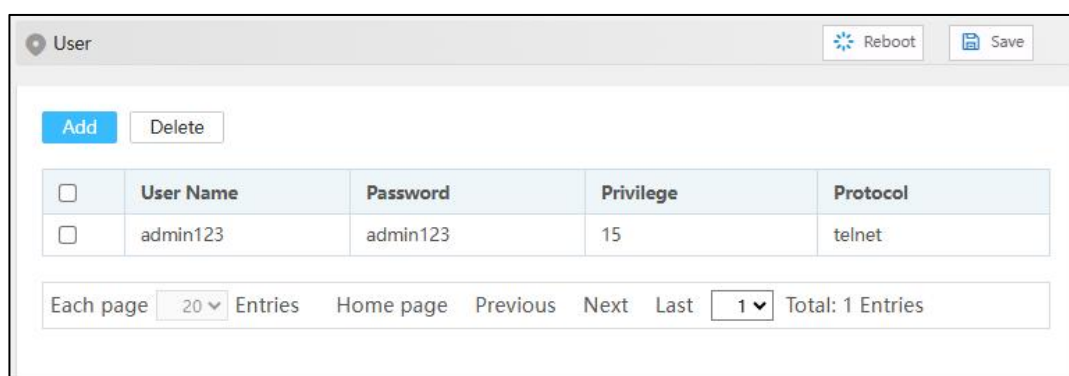 User Reboot Save
Add Delete
User Name Password Privilege Protocol
admin123 admin123 15 telnet
Each page 20 Entries Home page Previous Next Last 1 Total: 1 Entries